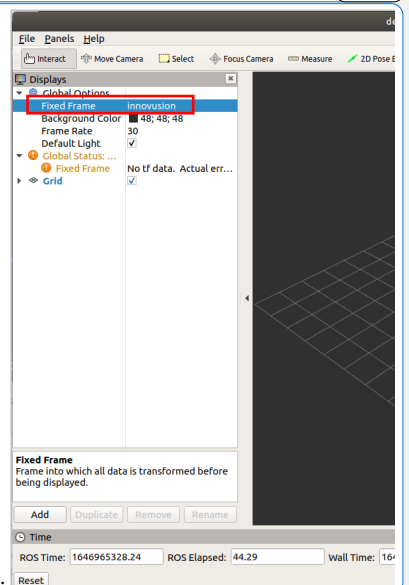 de
File Panels Help
Interact Move Camera Select Focus Camera Measure 2D Pose E
Displays
Global Options
Fixed Frame innovusion
Background Color 48; 48; 48
Frame Rate 30
Default Light
Global Status: ...
Fixed Frame No tf data. Actual err...
Grid
Fixed Frame
Frame into which all data is transformed before
being displayed.
Add Duplicate Remove Rename
Time
ROS Time: 1646965328.24 ROS Elapsed: 44.29 Wall Time: 164
Reset